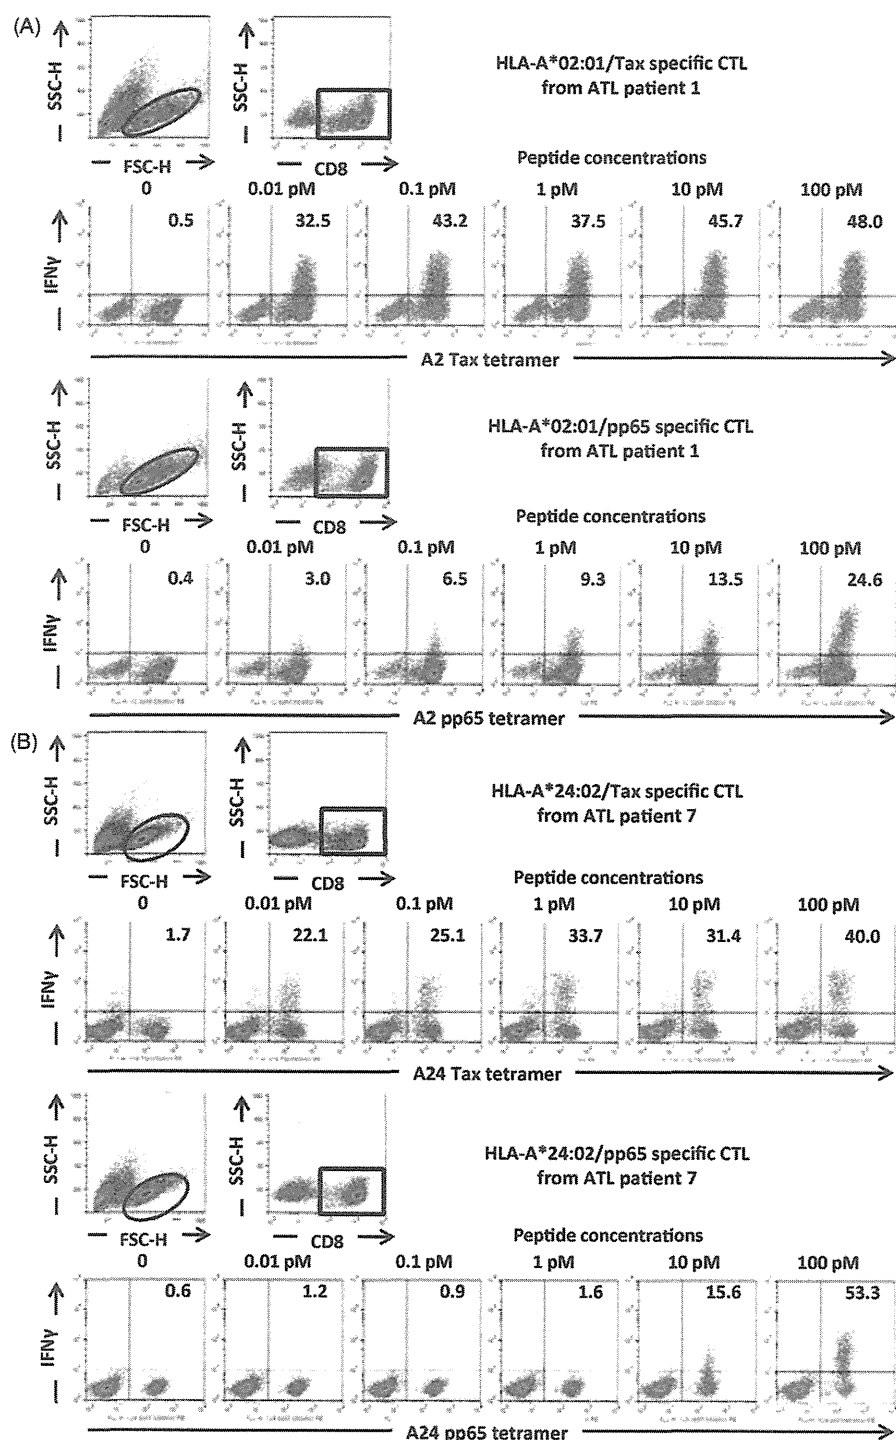 (A)
SSC-H
FSC-H
SSC-H
CD8
HLA-A*02:01/Tax specific CTL
from ATL patient 1
Peptide concentrations
0 0.01 pM 0.1 pM 1 pM 10 pM 100 pM
IFNγ
0.5 32.5 43.2 37.5 45.7 48.0
A2 Tax tetramer
SSC-H
FSC-H
SSC-H
CD8
HLA-A*02:01/pp65 specific CTL
from ATL patient 1
Peptide concentrations
0 0.01 pM 0.1 pM 1 pM 10 pM 100 pM
IFNγ
0.4 3.0 6.5 9.3 13.5 24.6
A2 pp65 tetramer
(B)
SSC-H
FSC-H
SSC-H
CD8
HLA-A*24:02/Tax specific CTL
from ATL patient 7
Peptide concentrations
0 0.01 pM 0.1 pM 1 pM 10 pM 100 pM
IFNγ
1.7 22.1 25.1 33.7 31.4 40.0
A24 Tax tetramer
SSC-H
FSC-H
SSC-H
CD8
HLA-A*24:02/pp65 specific CTL
from ATL patient 7
Peptide concentrations
0 0.01 pM 0.1 pM 1 pM 10 pM 100 pM
IFNγ
0.6 1.2 0.9 1.6 15.6 53.3
A24 pp65 tetramer